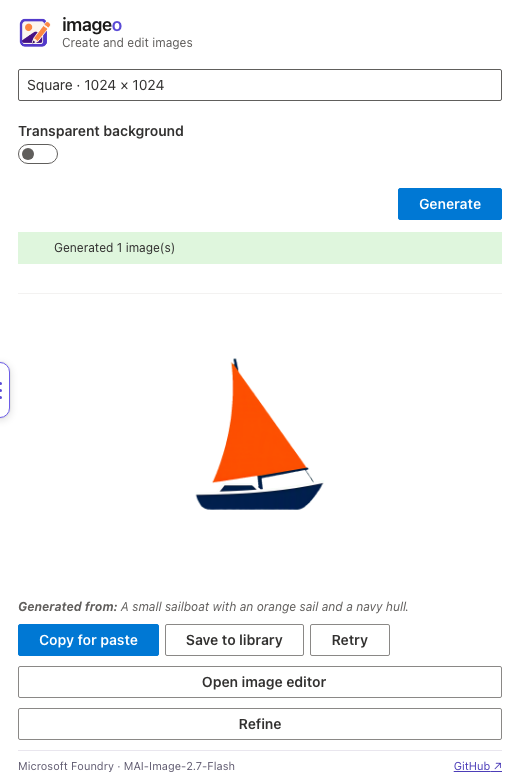 imageo
Create and edit images
Square · 1024 × 1024
Transparent background
Generate
Generated 1 image(s)
Generated from: A small sailboat with an orange sail and a navy hull.
Copy for paste
Save to library
Retry
Open image editor
Refine
Microsoft Foundry · MAI-Image-2.7-Flash
GitHub ↗